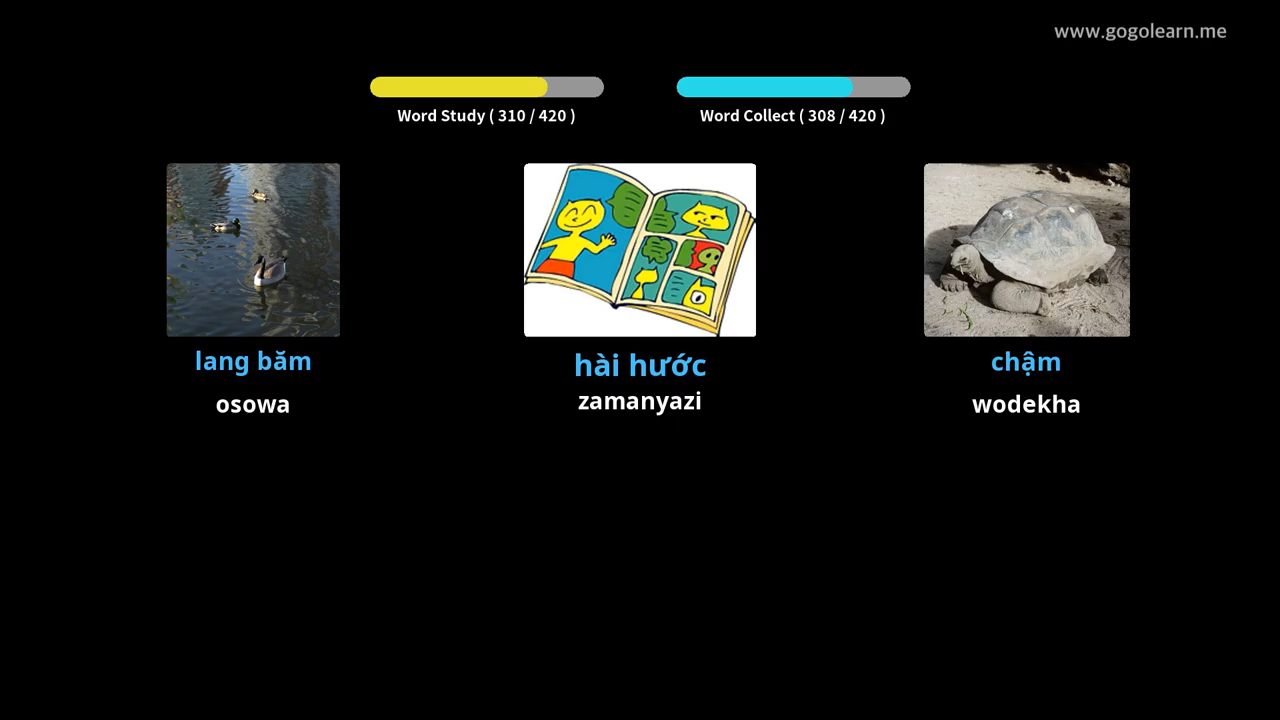 www.gogolearn.me
Word Study ( 310 / 420 )
Word Collect ( 308 / 420 )
lang băm
hài hước
chậm
osowa
zamanyazi
wodekha